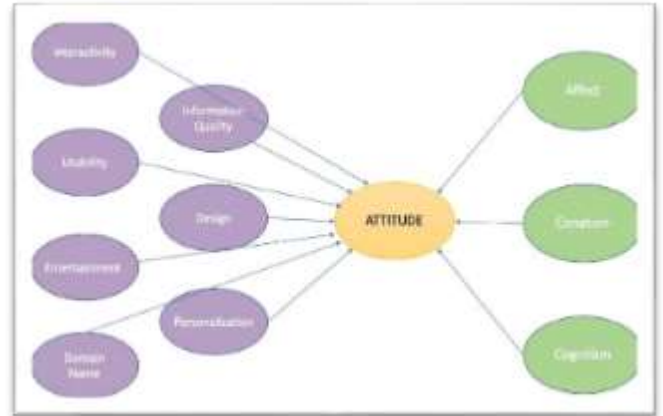 Interactivity
Information
Quality
Usability
Design
Entertainment
Personalization
Domain
Name
ATTITUDE
Affect
Conation
Cognition